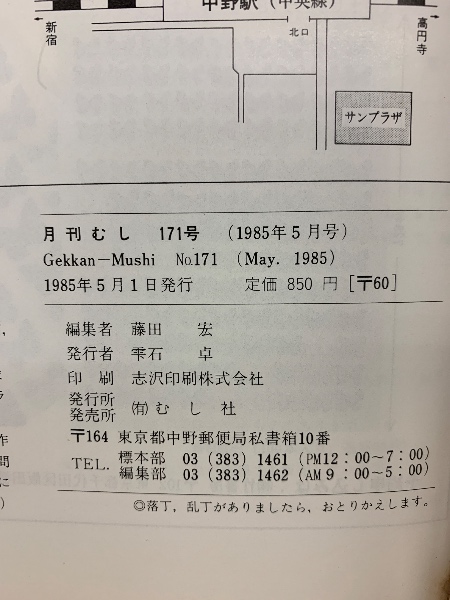 中野駅（中央線）
新宿
北口
高円寺
サンプラザ
月刊むし 171号 （1985年5月号）
Gekkan－Mushi No.171 (May. 1985)
1985年5月1日発行 定価 850 円［〒60］
編集者 藤田 宏
発行者 雫石 卓
印 刷 志沢印刷株式会社
発行所
発売所 ㈲むし社
〒164 東京都中野郵便局私書箱10番
TEL. 標本部 03 (383) 1461 (PM12：00～7：00)
編集部 03 (383) 1462 (AM 9：00～5：00)
◎落丁，乱丁がありましたら，おとりかえします。
ラ
作
間
に
)